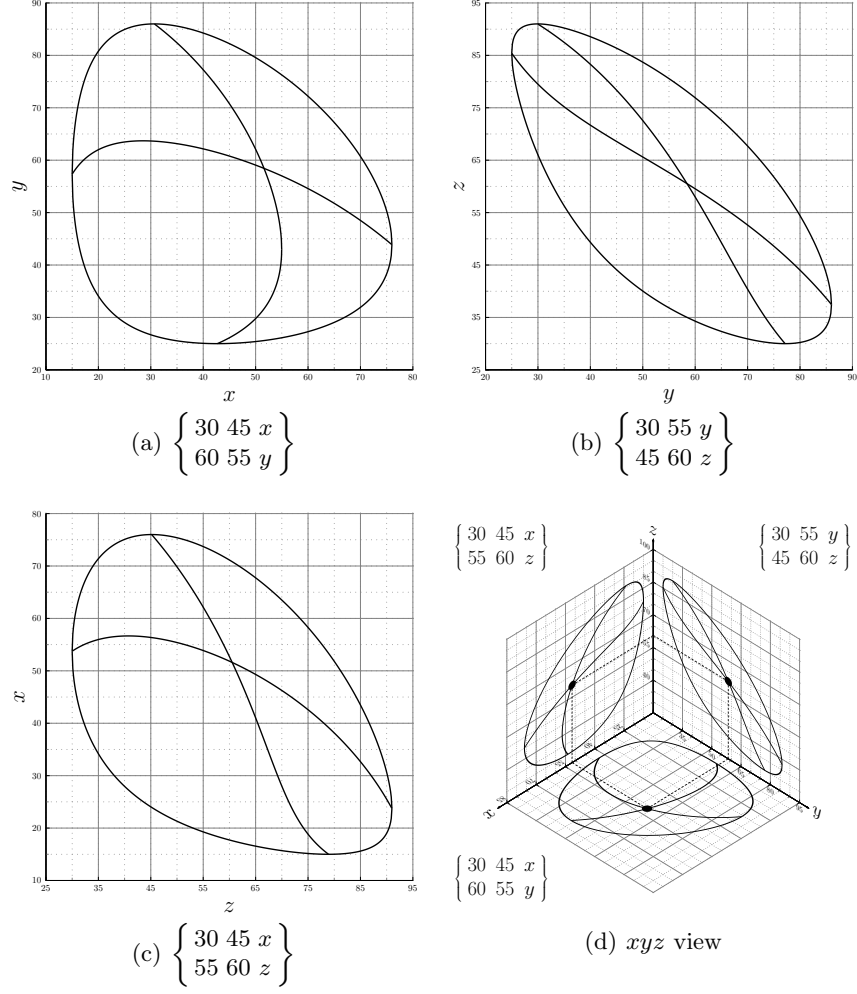 90
80
70
60
50
40
30
20
y
10 20 30 40 50 60 70 80
x
(a) { 30 45 x
60 55 y }
95
85
75
65
55
45
35
25
z
20 30 40 50 60 70 80 90
y
(b) { 30 55 y
45 60 z }
80
70
60
50
40
30
20
10
x
25 35 45 55 65 75 85 95
z
(c) { 30 45 x
55 60 z }
{ 30 45 x
55 60 z }
{ 30 55 y
45 60 z }
z
100
85
x
y
{ 30 45 x
60 55 y }
(d) xyz view